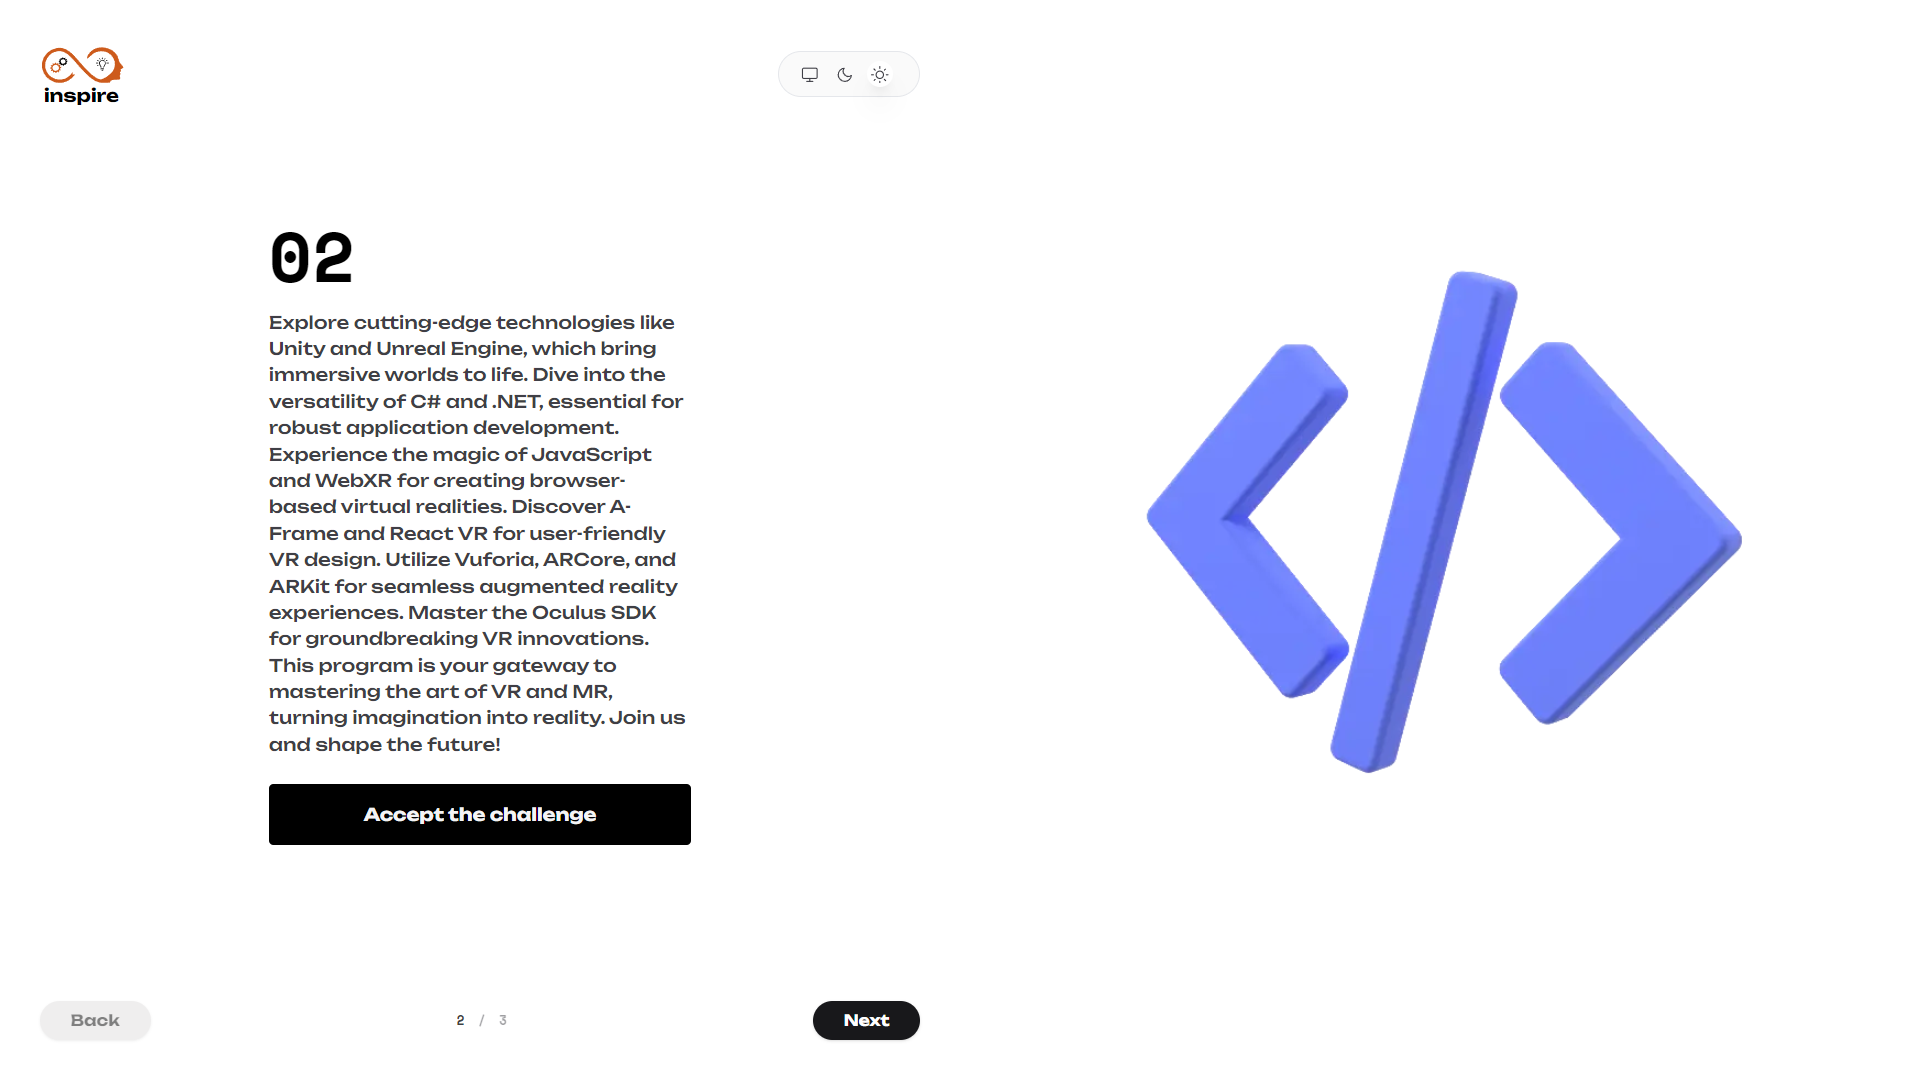 inspire
02
Explore cutting-edge technologies like
Unity and Unreal Engine, which bring
immersive worlds to life. Dive into the
versatility of C# and .NET, essential for
robust application development.
Experience the magic of JavaScript
and WebXR for creating browser-
based virtual realities. Discover A-
Frame and React VR for user-friendly
VR design. Utilize Vuforia, ARCore, and
ARKit for seamless augmented reality
experiences. Master the Oculus SDK
for groundbreaking VR innovations.
This program is your gateway to
mastering the art of VR and MR,
turning imagination into reality. Join us
and shape the future!
Accept the challenge
Back
2 / 3
Next